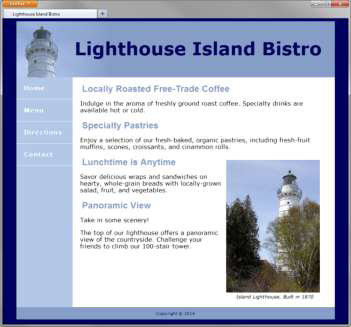 Firefox
Lighthouse Island Bistro
Lighthouse Island Bistro
Home
Menu
Directions
Contact
Locally Roasted Free-Trade Coffee
Indulge in the aroma of freshly ground roast coffee. Specialty drinks are
available hot or cold.
Specialty Pastries
Enjoy a selection of our fresh-baked, organic pastries, including fresh-fruit
muffins, scones, croissants, and cinammon rolls.
Lunchtime is Anytime
Savor delicious wraps and sandwiches on
hearty, whole-grain breads with locally-grown
salad, fruit, and vegetables.
Panoramic View
Take in some scenery!
The top of our lighthouse offers a panoramic
view of the countryside. Challenge your
friends to climb our 100-stair tower.
Island Lighthouse, Built in 1870
Copyright © 2014